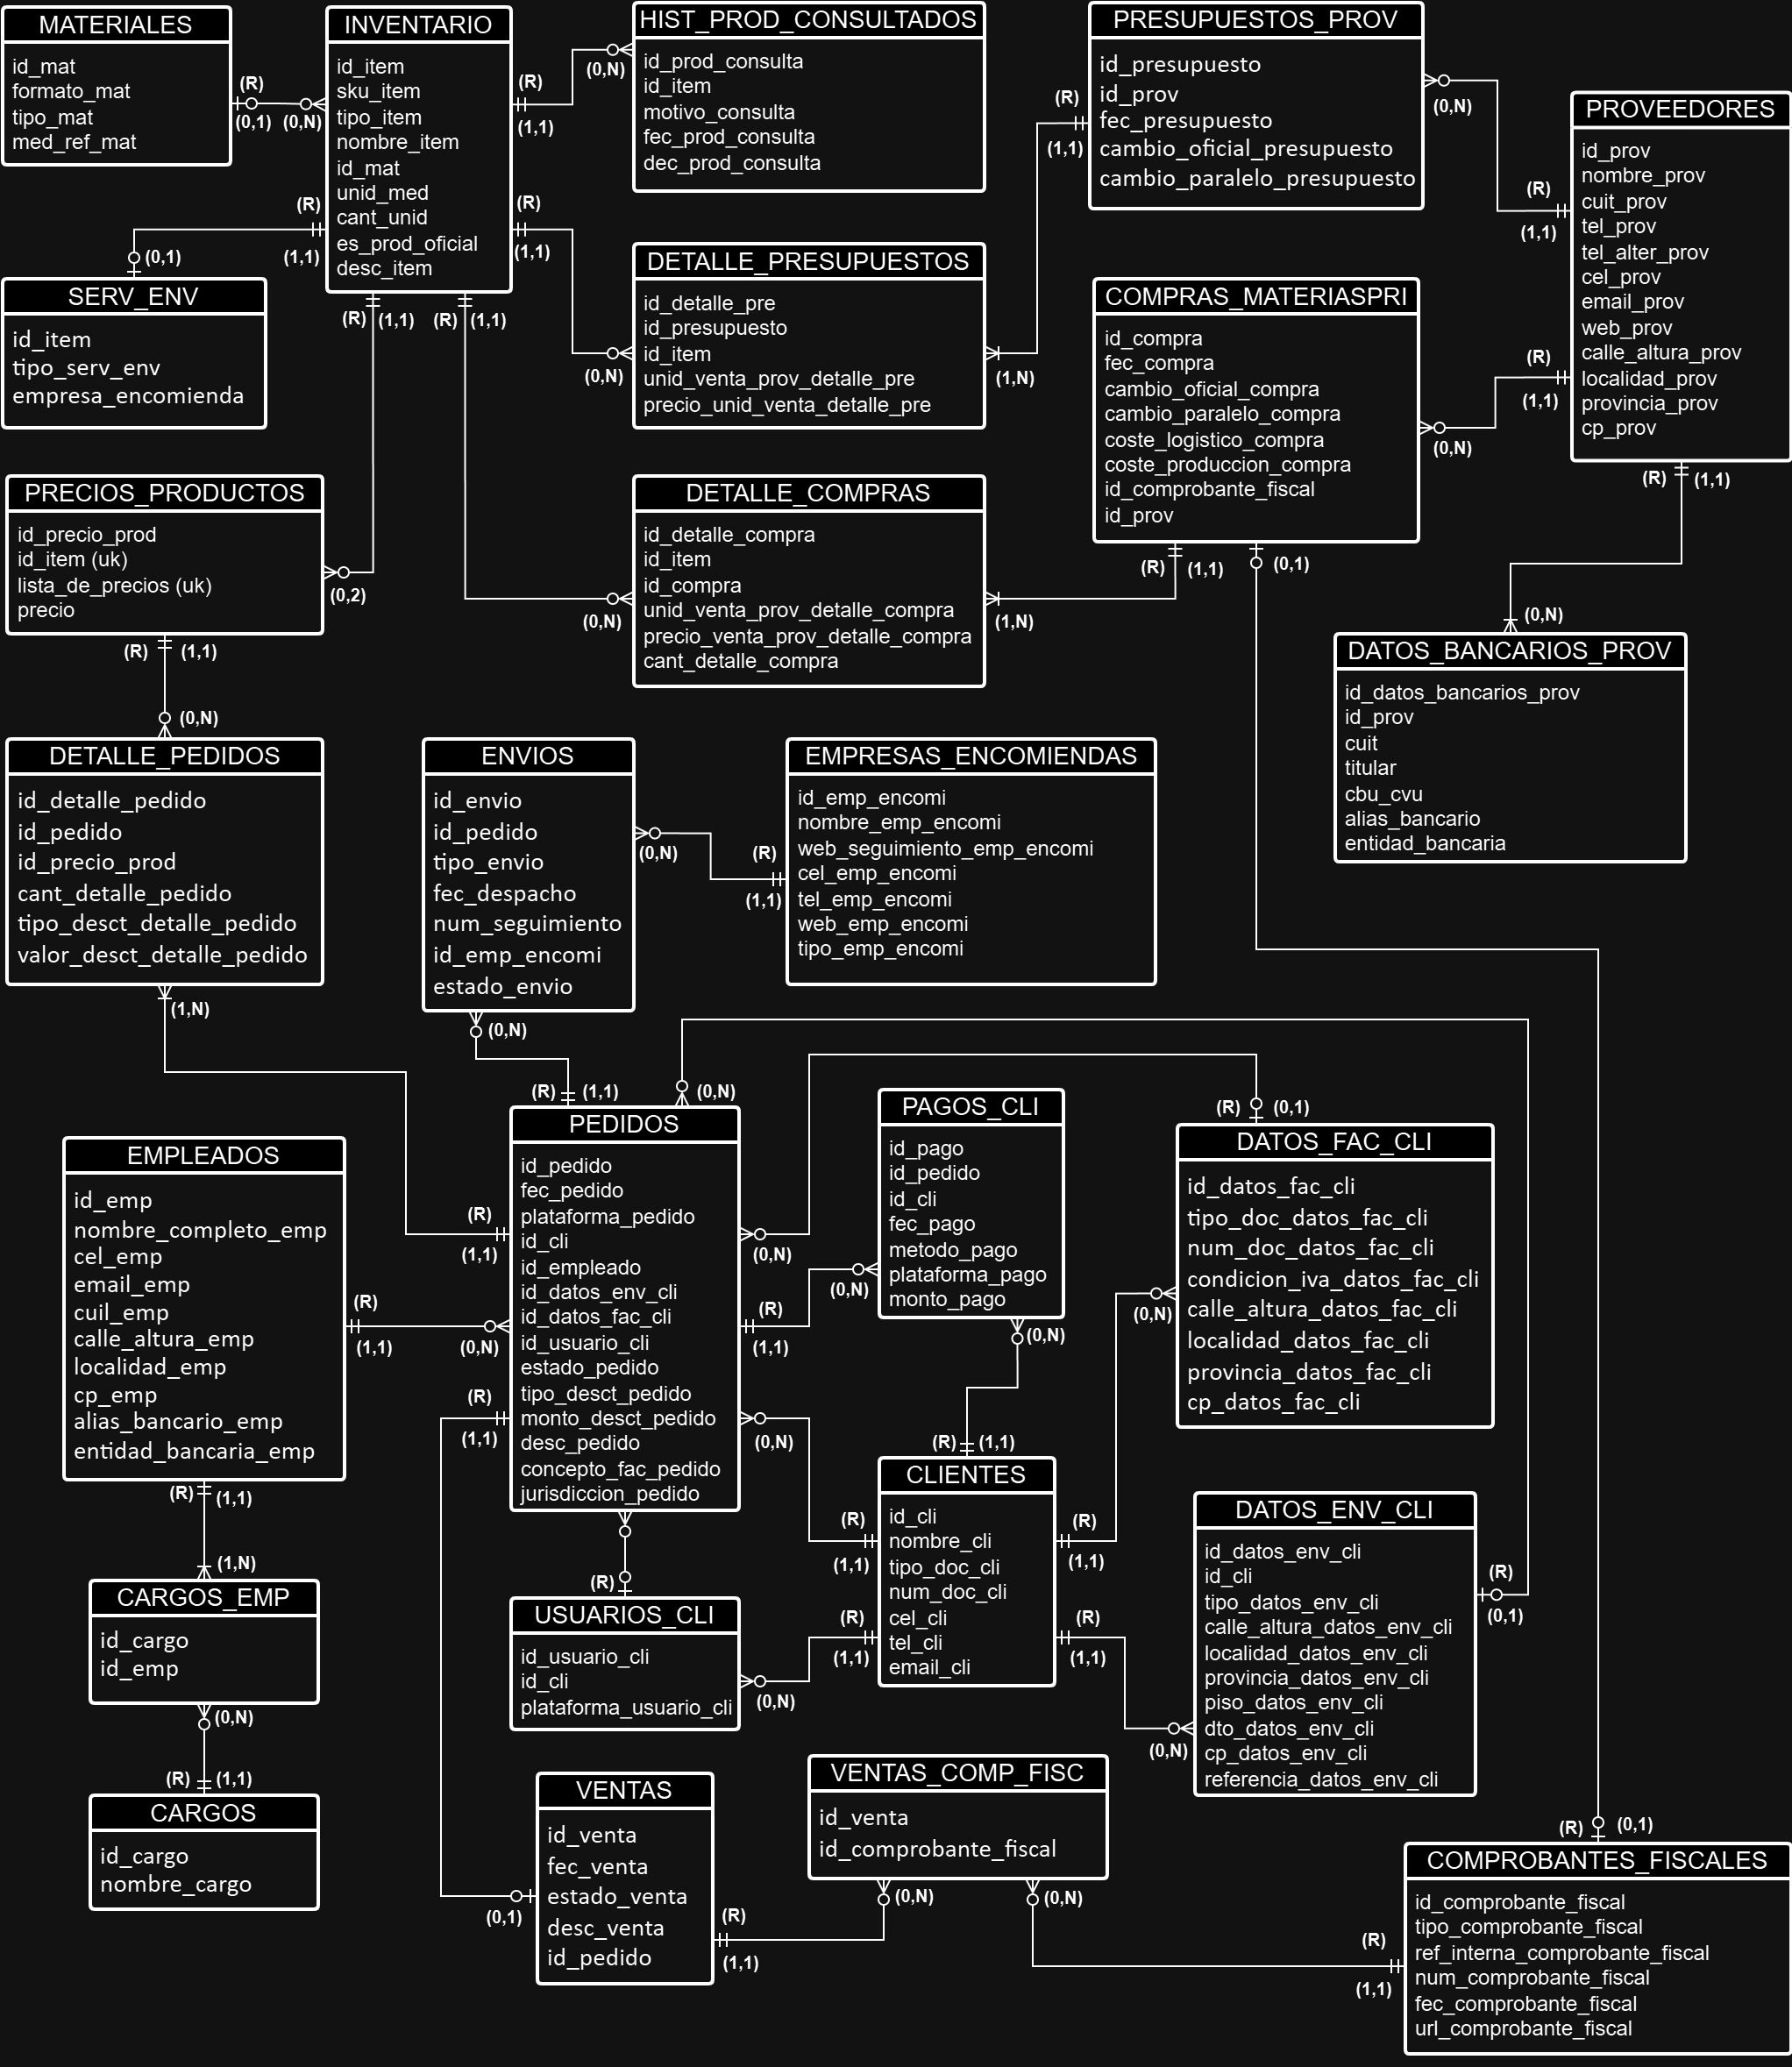 MATERIALES
id_mat
formato_mat
tipo_mat
med_ref_mat
(R)
(0,1)
(0,N)
INVENTARIO
id_item
sku_item
tipo_item
nombre_item
id_mat
unid_med
cant_unid
es_prod_oficial
desc_item
(R)
(1,1)
(0,N)
HIST_PROD_CONSULTADOS
id_prod_consulta
id_item
motivo_consulta
fec_prod_consulta
dec_prod_consulta
PRESUPUESTOS_PROV
id_presupuesto
id_prov
fec_presupuesto
cambio_oficial_presupuesto
cambio_paralelo_presupuesto
(R)
(1,1)
(0,N)
(R)
(1,1)
PROVEEDORES
id_prov
nombre_prov
cuit_prov
tel_prov
tel_alter_prov
cel_prov
email_prov
web_prov
calle_altura_prov
localidad_prov
provincia_prov
cp_prov
(R)
(1,1)
(0,1)
SERV_ENV
id_item
tipo_serv_env
empresa_encomienda
(R)
(1,1)
(R)
(1,1)
(R)
(1,1)
(0,N)
DETALLE_PRESUPUESTOS
id_detalle_pre
id_presupuesto
id_item
unid_venta_prov_detalle_pre
precio_unid_venta_detalle_pre
(1,N)
COMPRAS_MATERIASPRI
id_compra
fec_compra
cambio_oficial_compra
cambio_paralelo_compra
coste_logistico_compra
coste_produccion_compra
id_comprobante_fiscal
id_prov
(R)
(1,1)
(0,N)
(R)
(1,1)
PRECIOS_PRODUCTOS
id_precio_prod
id_item (uk)
lista_de_precios (uk)
precio
(0,2)
(R)
(1,1)
(0,N)
DETALLE_COMPRAS
id_detalle_compra
id_item
id_compra
unid_venta_prov_detalle_compra
precio_venta_prov_detalle_compra
cant_detalle_compra
(0,N)
(1,N)
(R)
(1,1)
(0,1)
(0,N)
DATOS_BANCARIOS_PROV
id_datos_bancarios_prov
id_prov
cuit
titular
cbu_cvu
alias_bancario
entidad_bancaria
DETALLE_PEDIDOS
id_detalle_pedido
id_pedido
id_precio_prod
cant_detalle_pedido
tipo_desct_detalle_pedido
valor_desct_detalle_pedido
(1,N)
ENVIOS
id_envio
id_pedido
tipo_envio
fec_despacho
num_seguimiento
id_emp_encomi
estado_envio
(0,N)
(R)
(1,1)
EMPRESAS_ENCOMIENDAS
id_emp_encomi
nombre_emp_encomi
web_seguimiento_emp_encomi
cel_emp_encomi
tel_emp_encomi
web_emp_encomi
tipo_emp_encomi
(0,N)
(R)
(1,1)
(0,N)
PEDIDOS
id_pedido
fec_pedido
plataforma_pedido
id_cli
id_empleado
id_datos_env_cli
id_datos_fac_cli
id_usuario_cli
estado_pedido
tipo_desct_pedido
monto_desct_pedido
desc_pedido
concepto_fac_pedido
jurisdiccion_pedido
(R)
(1,1)
(0,N)
(R)
(1,1)
(0,N)
(R)
(1,1)
(0,N)
PAGOS_CLI
id_pago
id_pedido
id_cli
fec_pago
metodo_pago
plataforma_pago
monto_pago
(0,N)
(0,N)
(R)
(1,1)
(R)
(0,1)
DATOS_FAC_CLI
id_datos_fac_cli
tipo_doc_datos_fac_cli
num_doc_datos_fac_cli
condicion_iva_datos_fac_cli
calle_altura_datos_fac_cli
localidad_datos_fac_cli
provincia_datos_fac_cli
cp_datos_fac_cli
(0,N)
EMPLEADOS
id_emp
nombre_completo_emp
cel_emp
email_emp
cuil_emp
calle_altura_emp
localidad_emp
cp_emp
alias_bancario_emp
entidad_bancaria_emp
(R)
(1,1)
(R)
(1,1)
(1,N)
CARGOS_EMP
id_cargo
id_emp
(0,N)
(R)
(1,1)
CARGOS
id_cargo
nombre_cargo
(R)
USUARIOS_CLI
id_usuario_cli
id_cli
plataforma_usuario_cli
(0,N)
CLIENTES
id_cli
nombre_cli
tipo_doc_cli
num_doc_cli
cel_cli
tel_cli
email_cli
(R)
(1,1)
(R)
(1,1)
(R)
(1,1)
(R)
(1,1)
DATOS_ENV_CLI
id_datos_env_cli
id_cli
tipo_datos_env_cli
calle_altura_datos_env_cli
localidad_datos_env_cli
provincia_datos_env_cli
piso_datos_env_cli
dto_datos_env_cli
cp_datos_env_cli
referencia_datos_env_cli
(R)
(0,1)
(0,N)
VENTAS
id_venta
fec_venta
estado_venta
desc_venta
id_pedido
(0,1)
(R)
(1,1)
VENTAS_COMP_FISC
id_venta
id_comprobante_fiscal
(0,N)
(0,N)
(R)
(1,1)
(R)
(0,1)
COMPROBANTES_FISCALES
id_comprobante_fiscal
tipo_comprobante_fiscal
ref_interna_comprobante_fiscal
num_comprobante_fiscal
fec_comprobante_fiscal
url_comprobante_fiscal